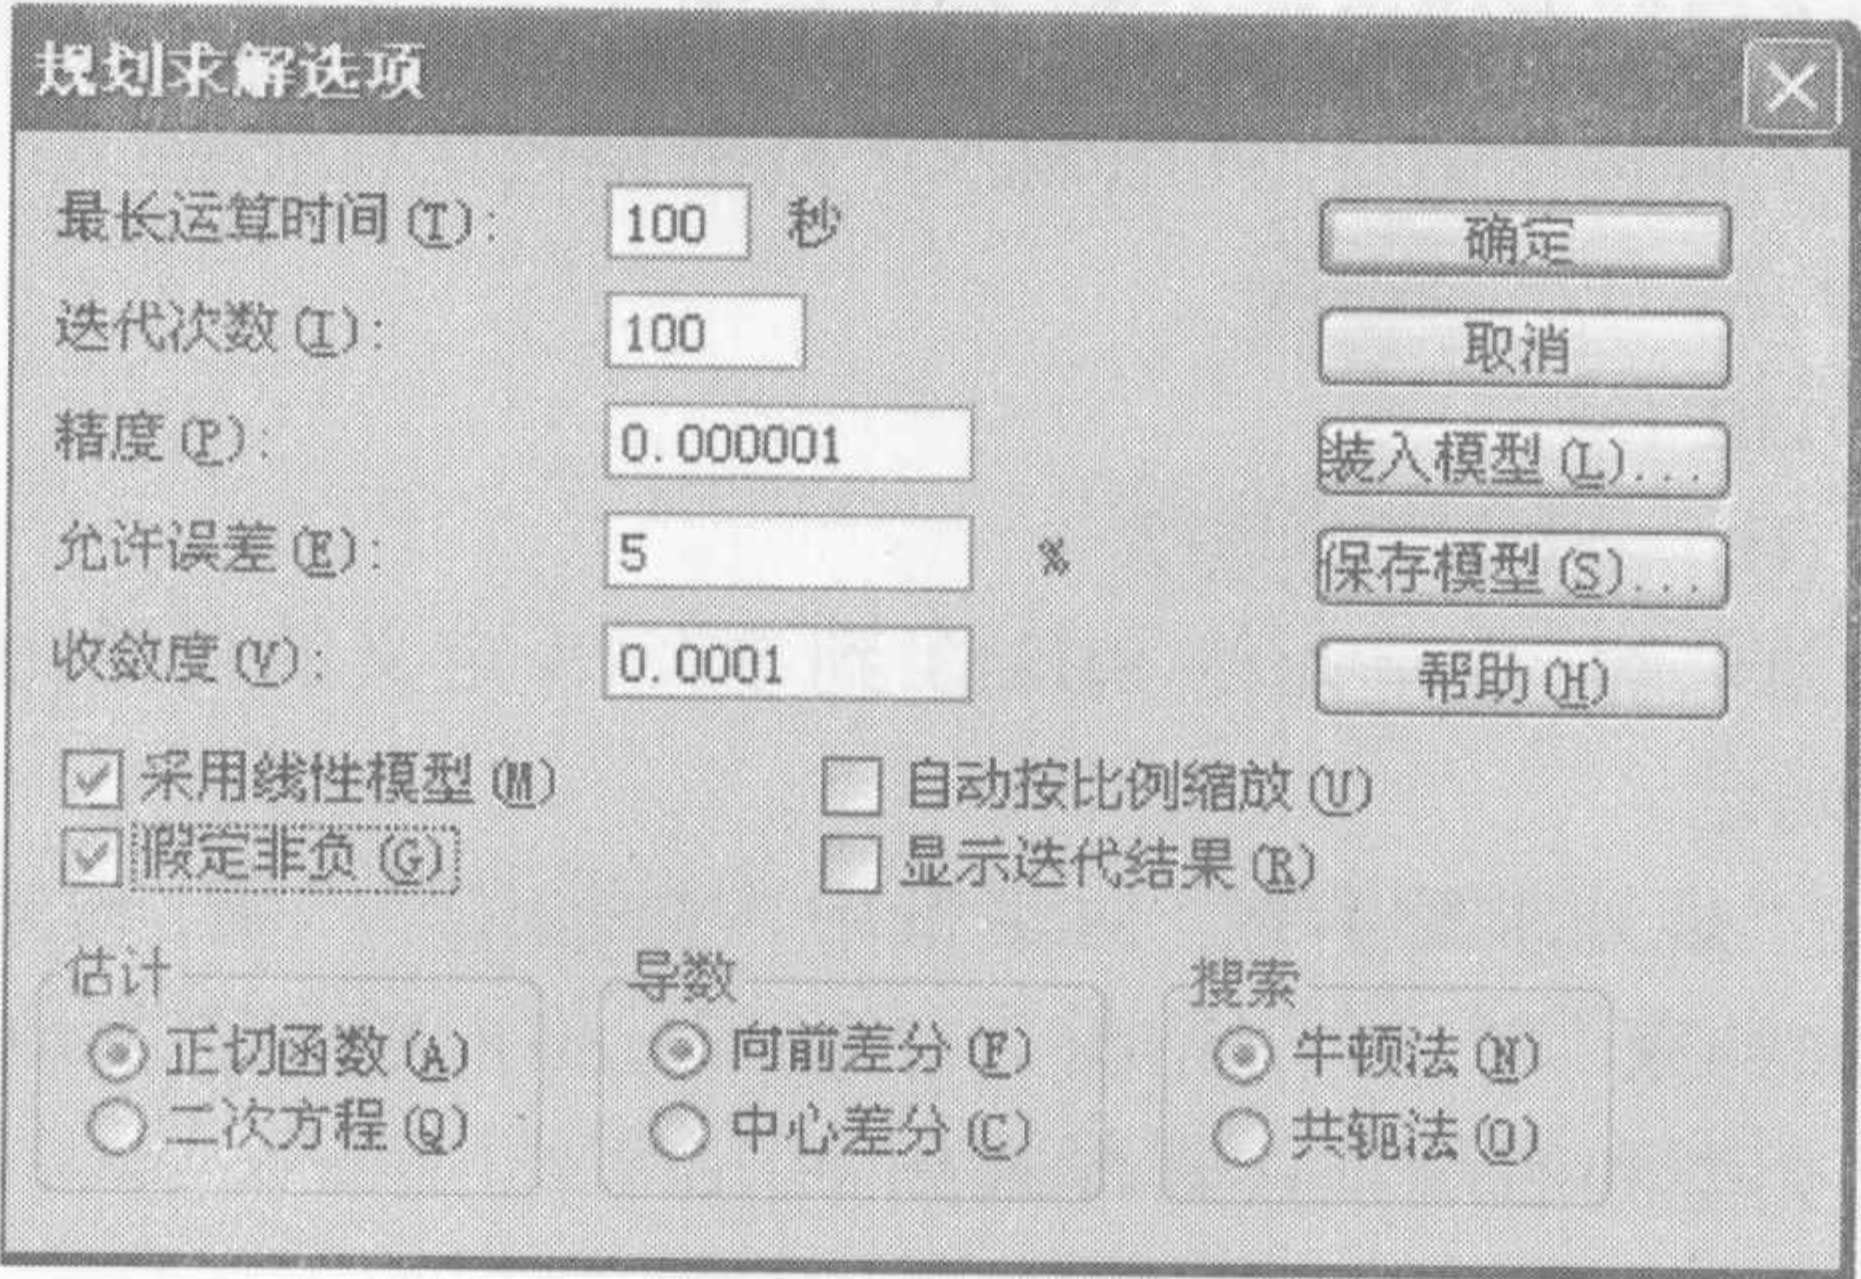 规划求解选项
最长运算时间(T): 100 秒
确定
迭代次数(I): 100
取消
精度(P): 0.000001
装入模型(L)...
允许误差(E): 5 %
保存模型(S)...
收敛度(V): 0.0001
帮助(H)
采用线性模型(M)
自动按比例缩放(U)
假定非负(G)
显示迭代结果(R)
估计
正切函数(A)
二次方程(Q)
导数
向前差分(F)
中心差分(C)
搜索
牛顿法(N)
共轭法(O)